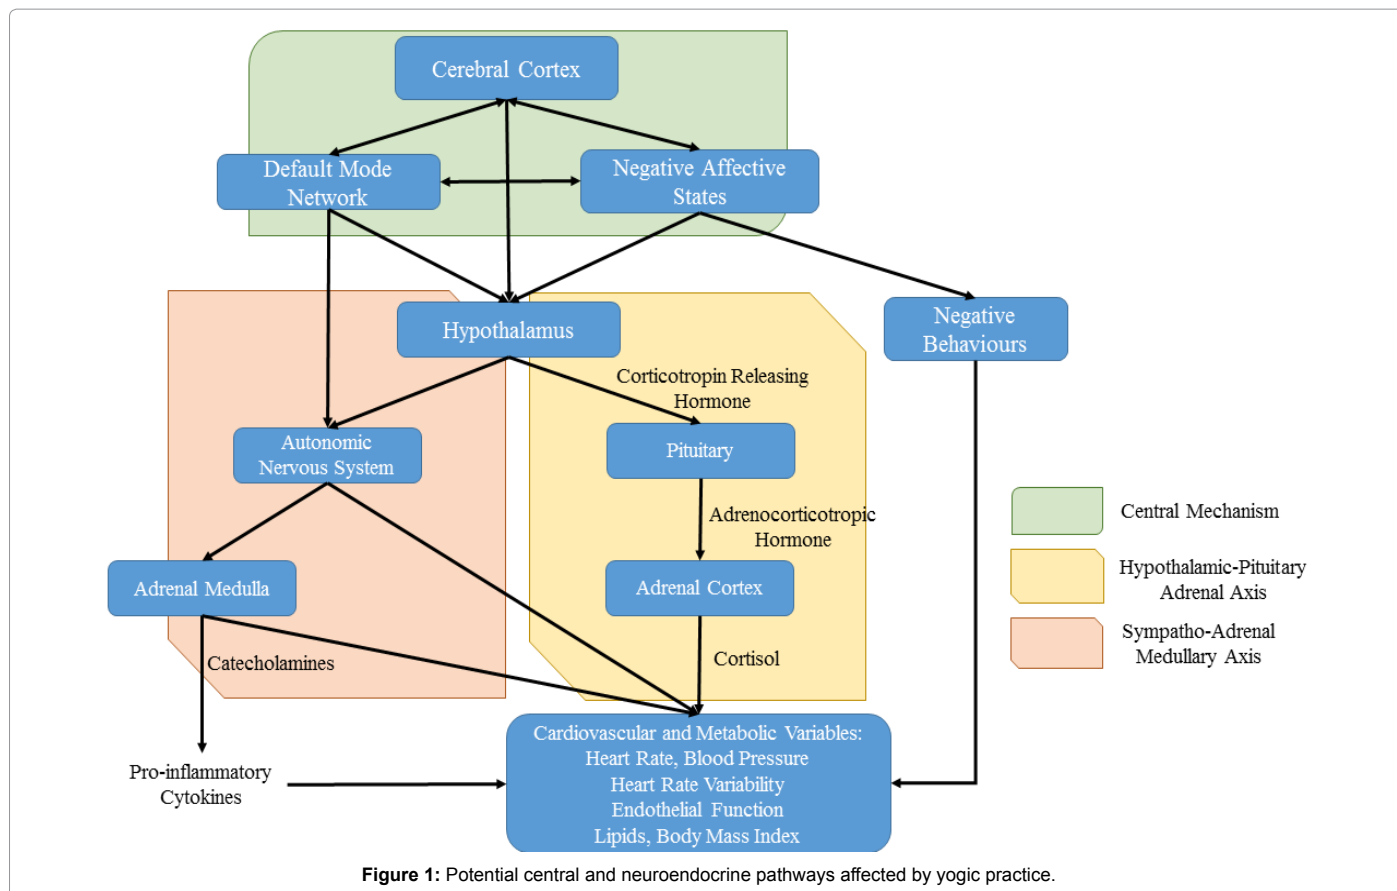 Cerebral Cortex
Default Mode
Network
Negative Affective
States
Hypothalamus
Negative
Behaviours
Corticotropin Releasing
Hormone
Autonomic
Nervous System
Pituitary
Adrenocorticotropic
Hormone
Adrenal Medulla
Adrenal Cortex
Catecholamines
Cortisol
Pro-inflammatory
Cytokines
Cardiovascular and Metabolic Variables:
Heart Rate, Blood Pressure
Heart Rate Variability
Endothelial Function
Lipids, Body Mass Index
Central Mechanism
Hypothalamic-Pituitary
Adrenal Axis
Sympatho-Adrenal
Medullary Axis
Figure 1: Potential central and neuroendocrine pathways affected by yogic practice.